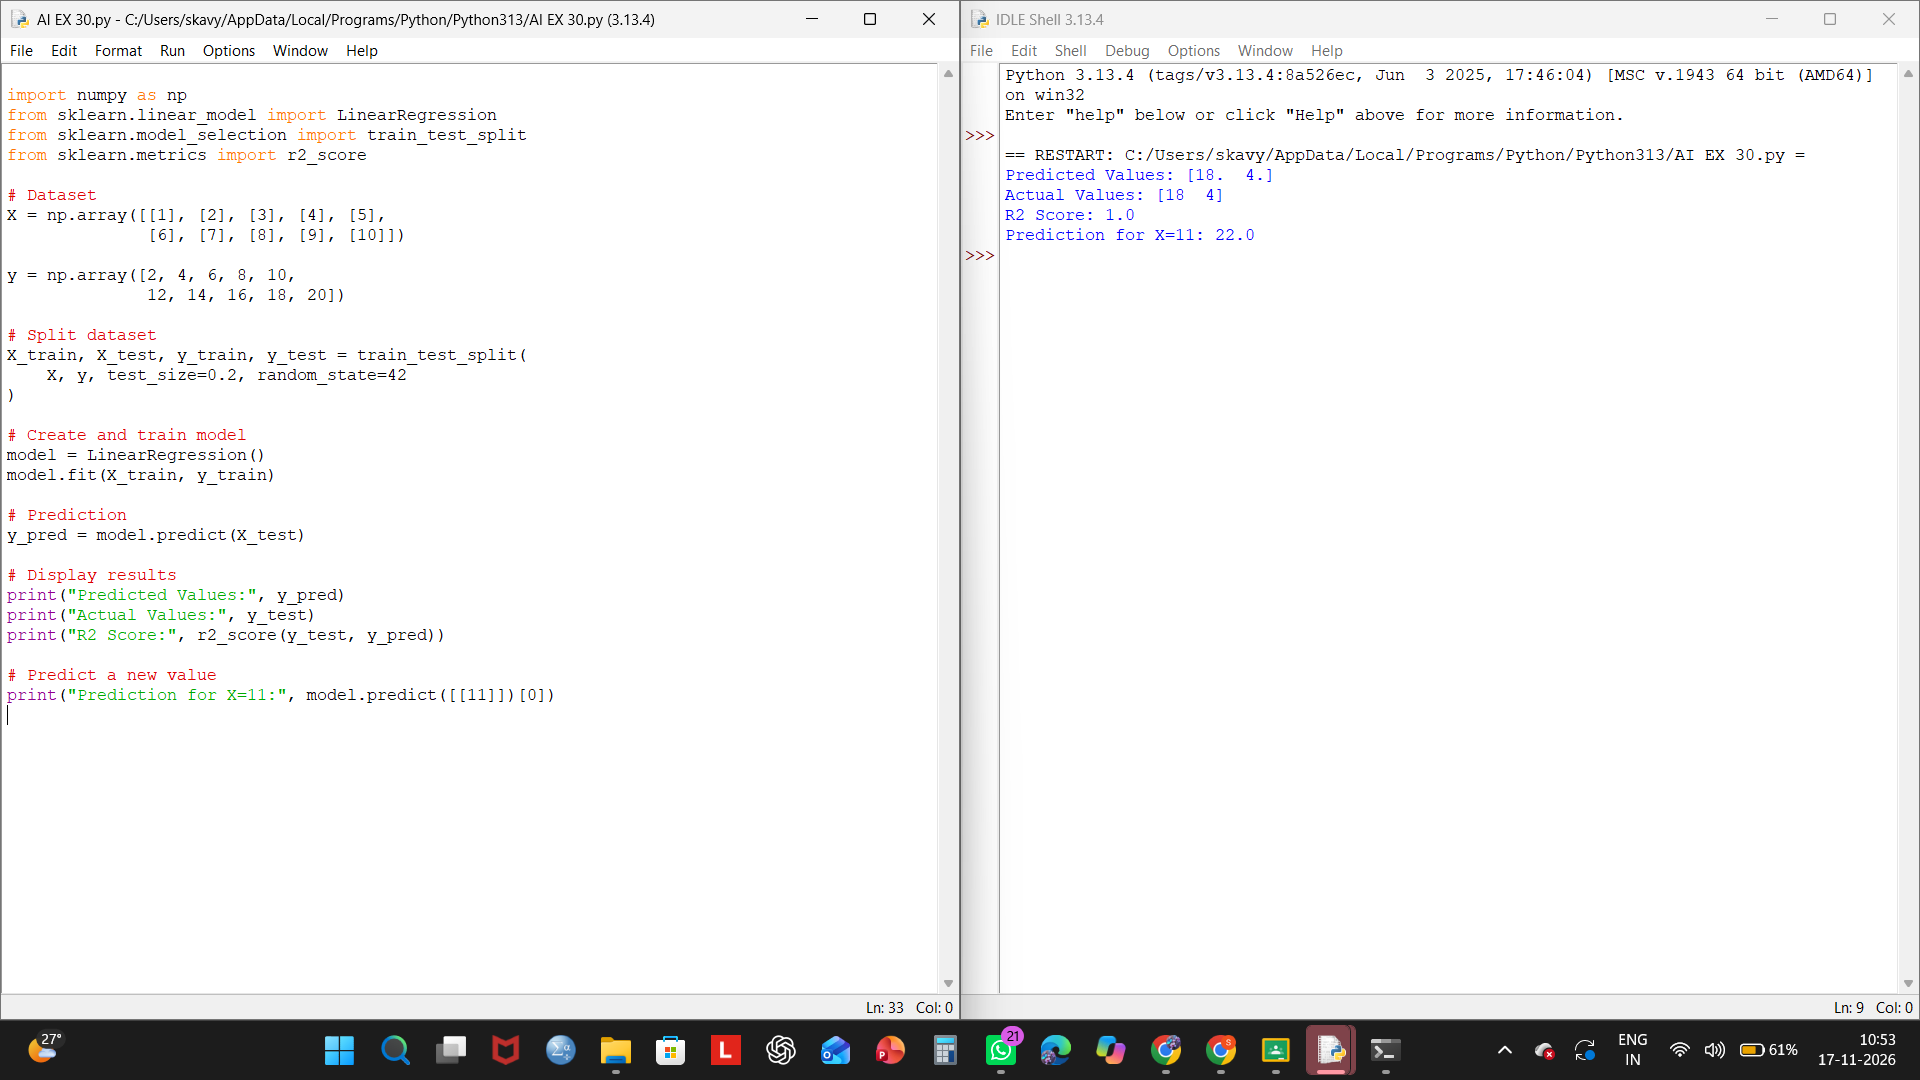 AI EX 30.py - C:/Users/skavy/AppData/Local/Programs/Python/Python313/AI EX 30.py (3.13.4)
File Edit Format Run Options Window Help
import numpy as np
from sklearn.linear_model import LinearRegression
from sklearn.model_selection import train_test_split
from sklearn.metrics import r2_score
# Dataset
X = np.array([[1], [2], [3], [4], [5],
              [6], [7], [8], [9], [10]])
y = np.array([2, 4, 6, 8, 10,
              12, 14, 16, 18, 20])
# Split dataset
X_train, X_test, y_train, y_test = train_test_split(
    X, y, test_size=0.2, random_state=42
)
# Create and train model
model = LinearRegression()
model.fit(X_train, y_train)
# Prediction
y_pred = model.predict(X_test)
# Display results
print("Predicted Values:", y_pred)
print("Actual Values:", y_test)
print("R2 Score:", r2_score(y_test, y_pred))
# Predict a new value
print("Prediction for X=11:", model.predict([[11]])[0])
Ln: 33 Col: 0
IDLE Shell 3.13.4
File Edit Shell Debug Options Window Help
Python 3.13.4 (tags/v3.13.4:8a526ec, Jun  3 2025, 17:46:04) [MSC v.1943 64 bit (AMD64)]
on win32
Enter "help" below or click "Help" above for more information.
>>>
== RESTART: C:/Users/skavy/AppData/Local/Programs/Python/Python313/AI EX 30.py =
Predicted Values: [18.  4.]
Actual Values: [18  4]
R2 Score: 1.0
Prediction for X=11: 22.0
>>>
Ln: 9 Col: 0
27°
L
21
ENG
IN
61%
10:53
17-11-2026